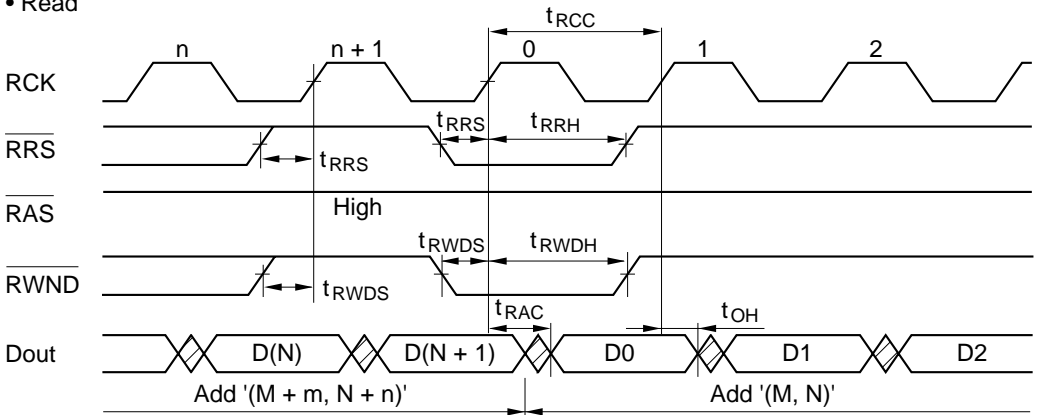 • Read
tRCC
n n + 1 0 1 2
RCK
tRRS tRRH
RRS
tRRS
RAS
High
tRWDS tRWDH
RWND
tRWDS
tRAC tOH
Dout D(N) D(N + 1) D0 D1 D2
Add '(M + m, N + n)' Add '(M, N)'